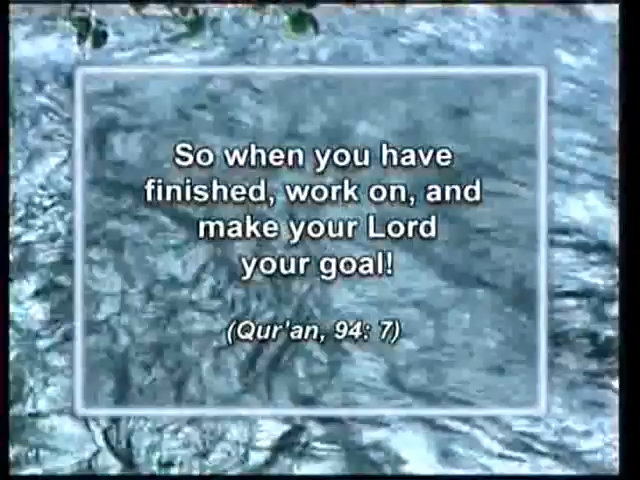 So when you have
finished, work on, and
make your Lord
your goal!
(Qur'an, 94: 7)